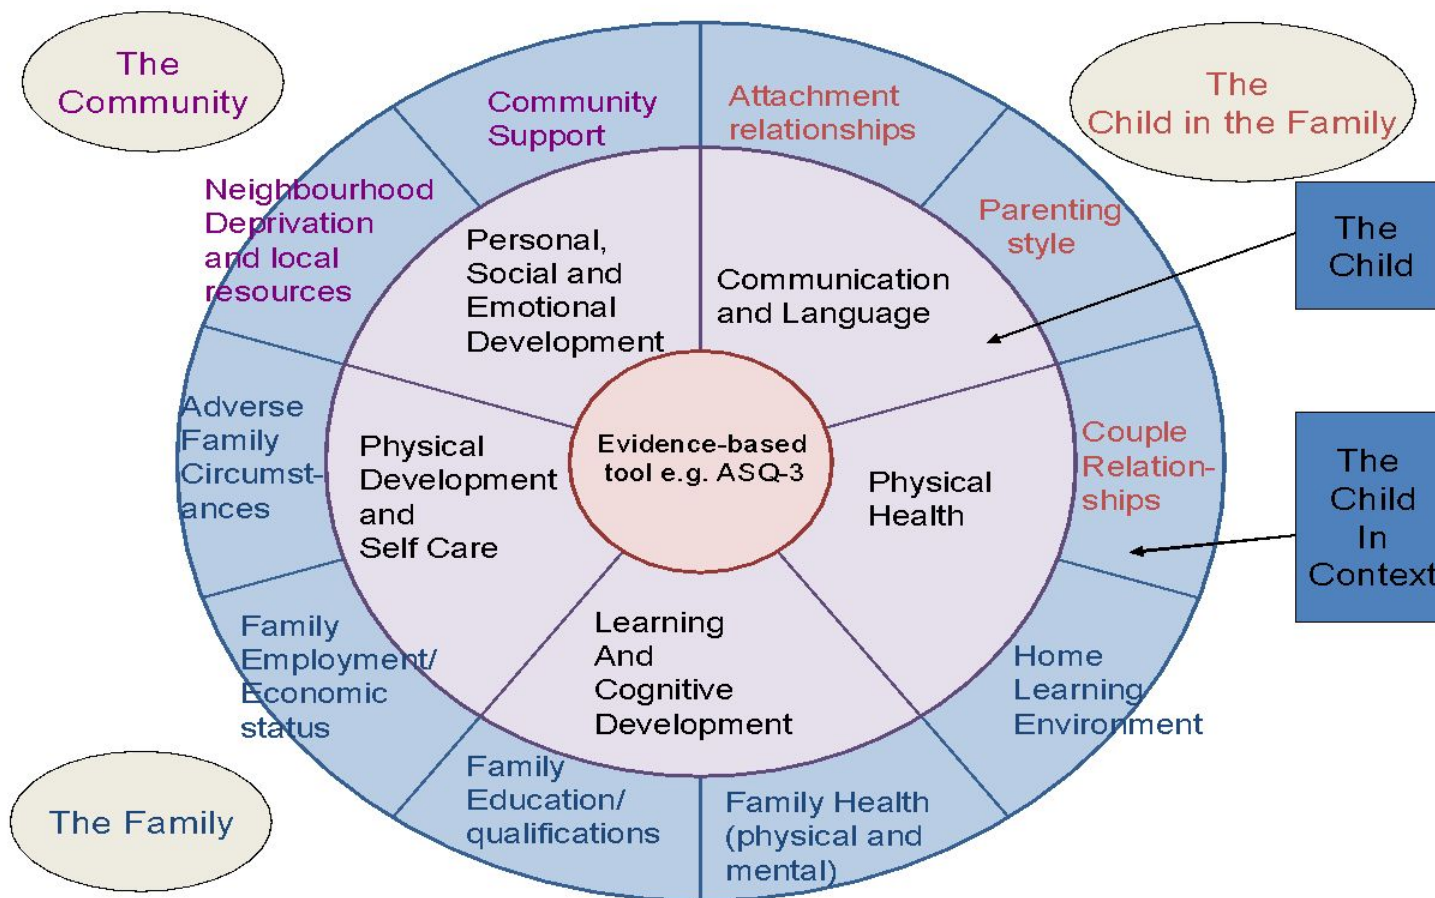 The
Community
Community
Support
Attachment
relationships
The
Child in the Family
Neighbourhood
Deprivation
and local
resources
Parenting
style
The
Child
Personal,
Social and
Emotional
Development
Communication
and Language
Adverse
Family
Circumst-
ances
Physical
Development
and
Self Care
Evidence-based
tool e.g. ASQ-3
Physical
Health
Couple
Relation-
ships
The
Child
In
Context
Family
Employment/
Economic
status
Learning
And
Cognitive
Development
Home
Learning
Environment
The Family
Family
Education/
qualifications
Family Health
(physical and
mental)